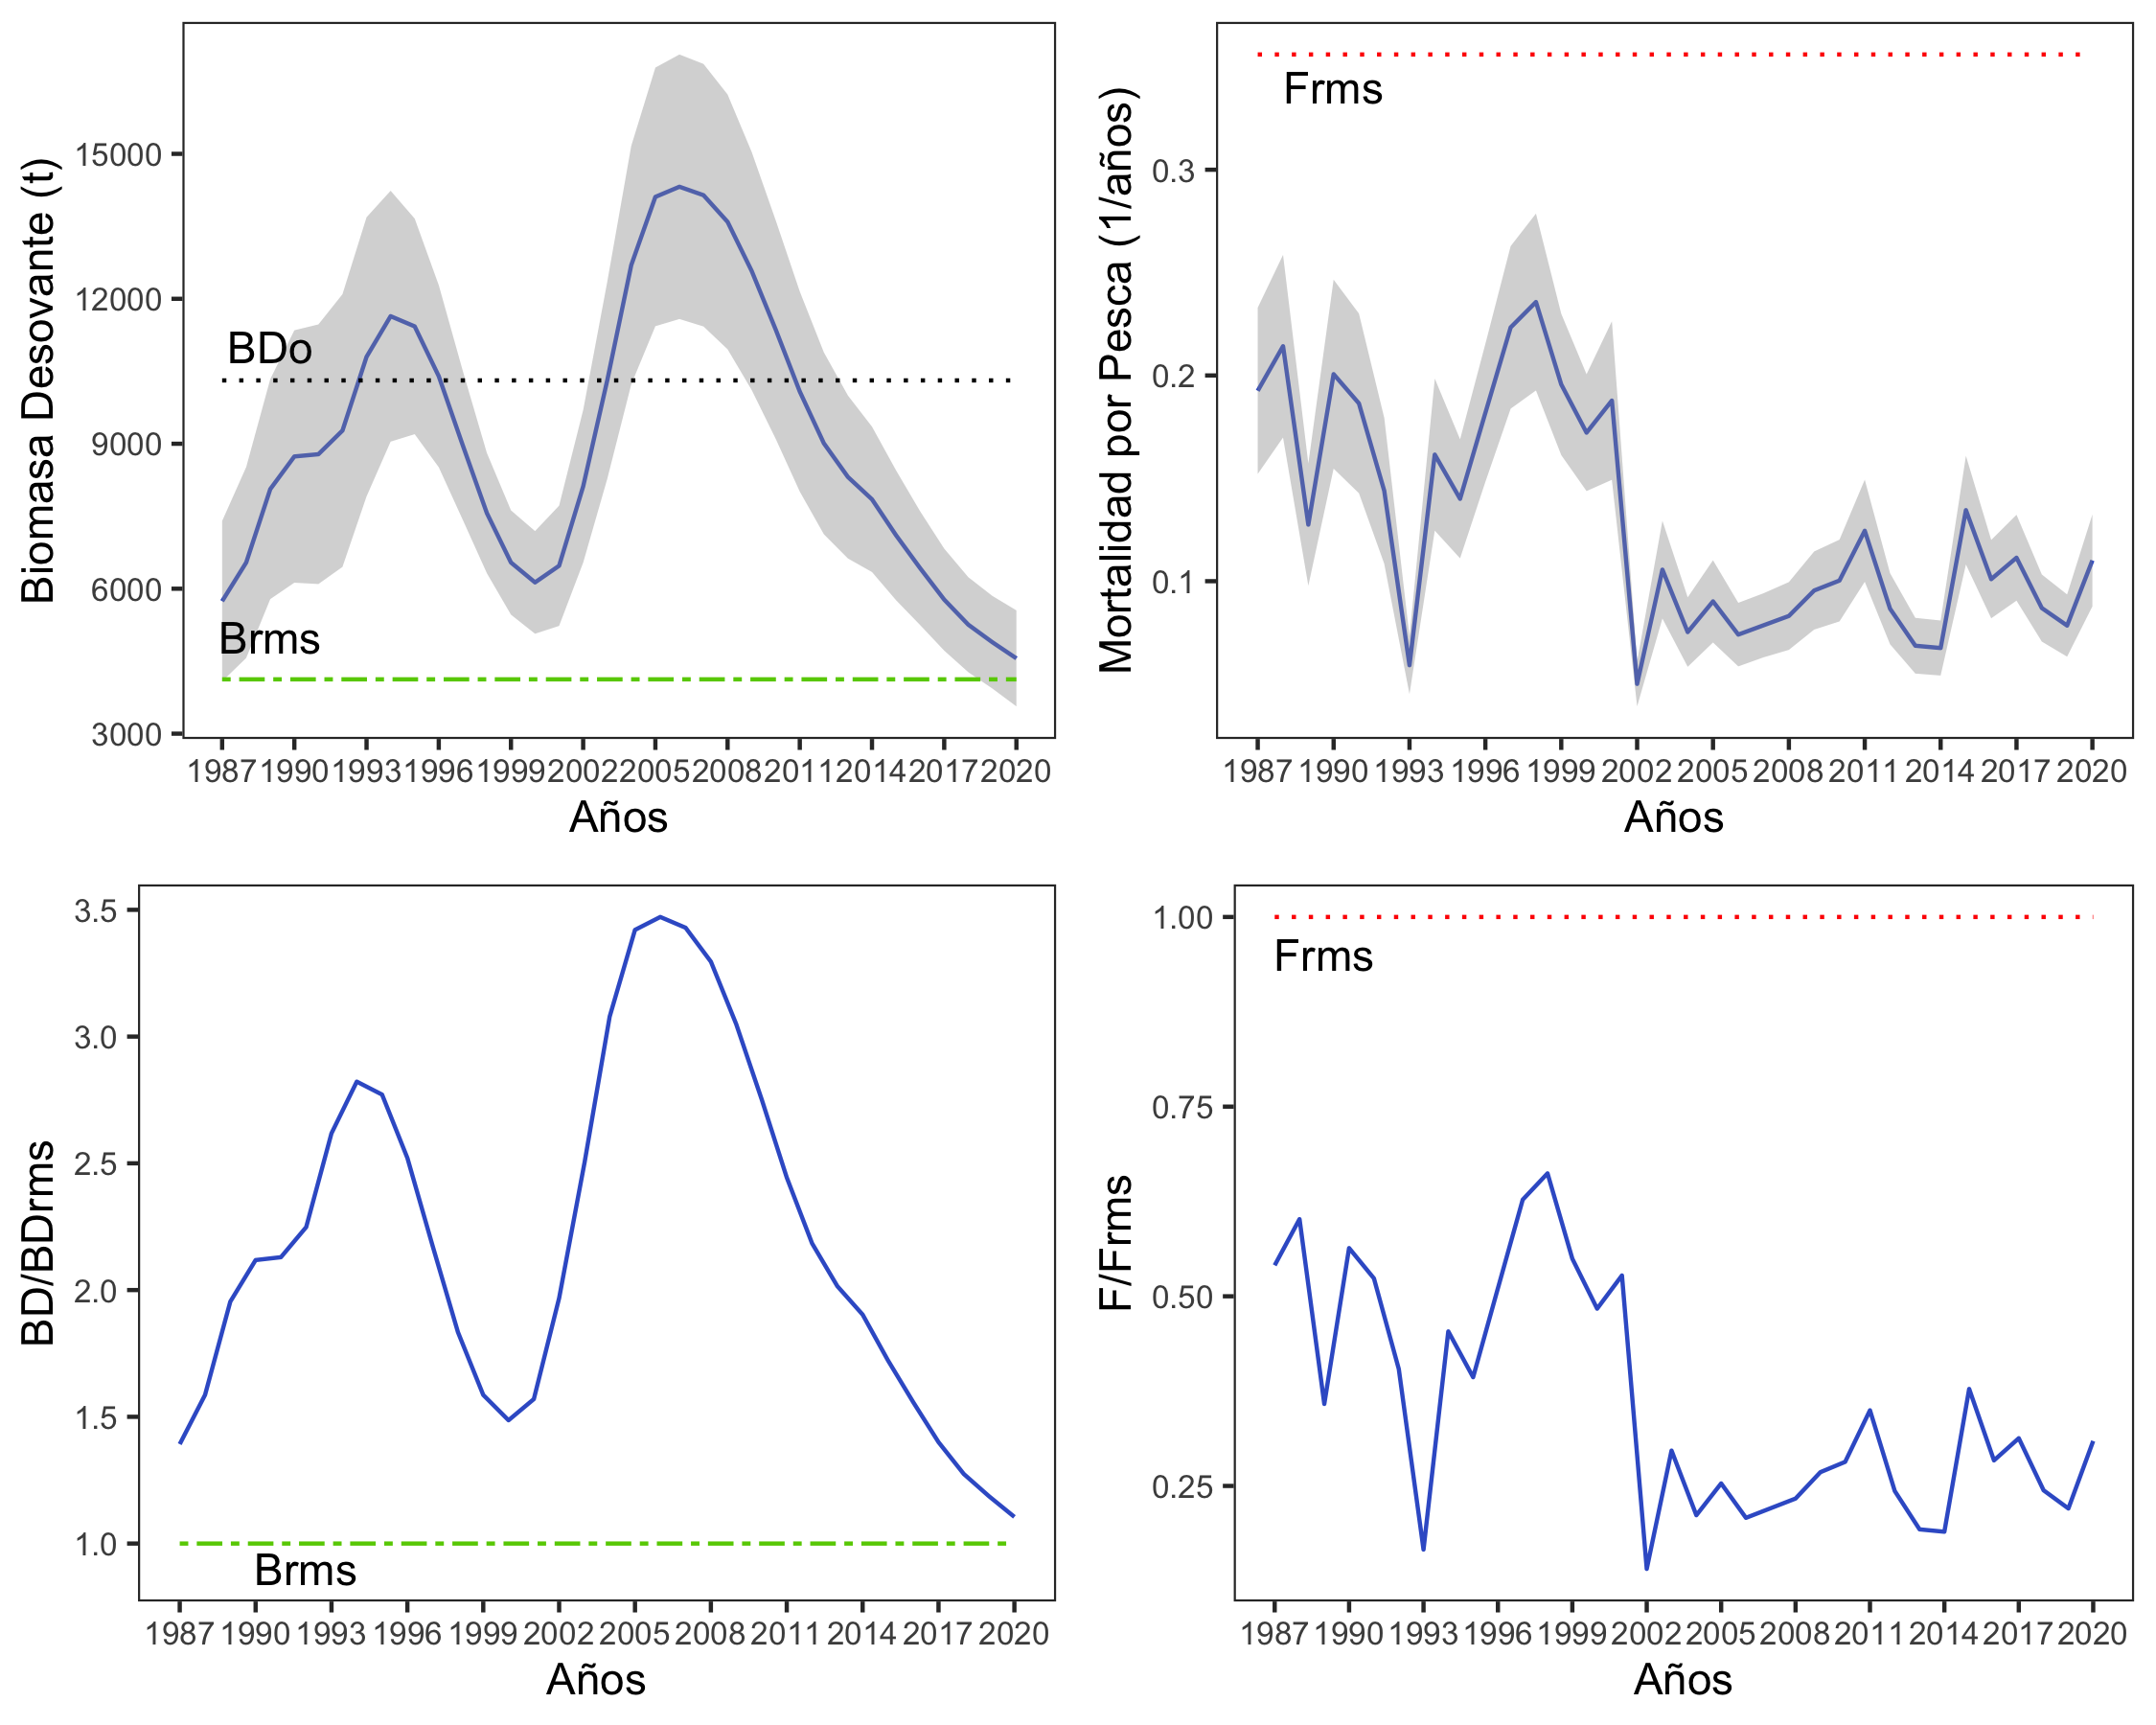 Biomasa Desovante (t)
15000
12000
9000
6000
3000
BDo
Brms
1987 1990 1993 1996 1999 2002 2005 2008 2011 2014 2017 2020
Años
Mortalidad por Pesca (1/años)
0.3
0.2
0.1
Frms
1987 1990 1993 1996 1999 2002 2005 2008 2011 2014 2017 2020
Años
BD/BDrms
3.5
3.0
2.5
2.0
1.5
1.0
Brms
1987 1990 1993 1996 1999 2002 2005 2008 2011 2014 2017 2020
Años
F/Frms
1.00
0.75
0.50
0.25
Frms
1987 1990 1993 1996 1999 2002 2005 2008 2011 2014 2017 2020
Años